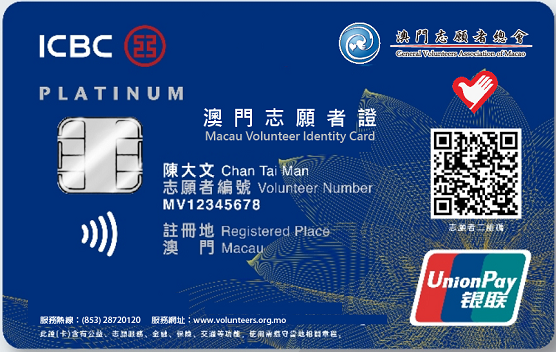 ICBC
澳門志願者總會
General Volunteers Association of Macao
PLATINUM
澳門志願者證
Macau Volunteer Identity Card
陳大文 Chan Tai Man
志願者編號 Volunteer Number
MV12345678
註冊地 Registered Place
澳 門 Macau
志願者二維碼
UnionPay
银联
服務熱線：(853) 28720120 服務網址：www.volunteers.org.mo
此證(卡)含有公益、志願服務、金融、保險、交通等功能，使用需遵守當地相關章程。